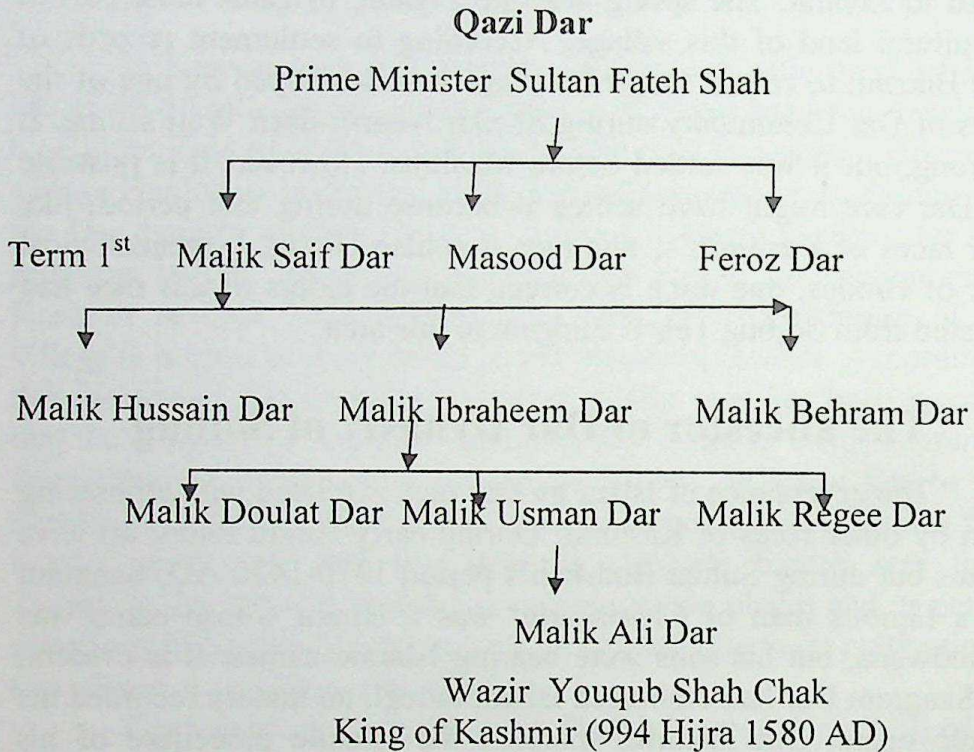 Qazi Dar
Prime Minister Sultan Fateh Shah
Term 1st Malik Saif Dar Masood Dar Feroz Dar
Malik Hussain Dar Malik Ibraheem Dar Malik Behram Dar
Malik Doulat Dar Malik Usman Dar Malik Regee Dar
Malik Ali Dar
Wazir Youqub Shah Chak
King of Kashmir (994 Hijra 1580 AD)